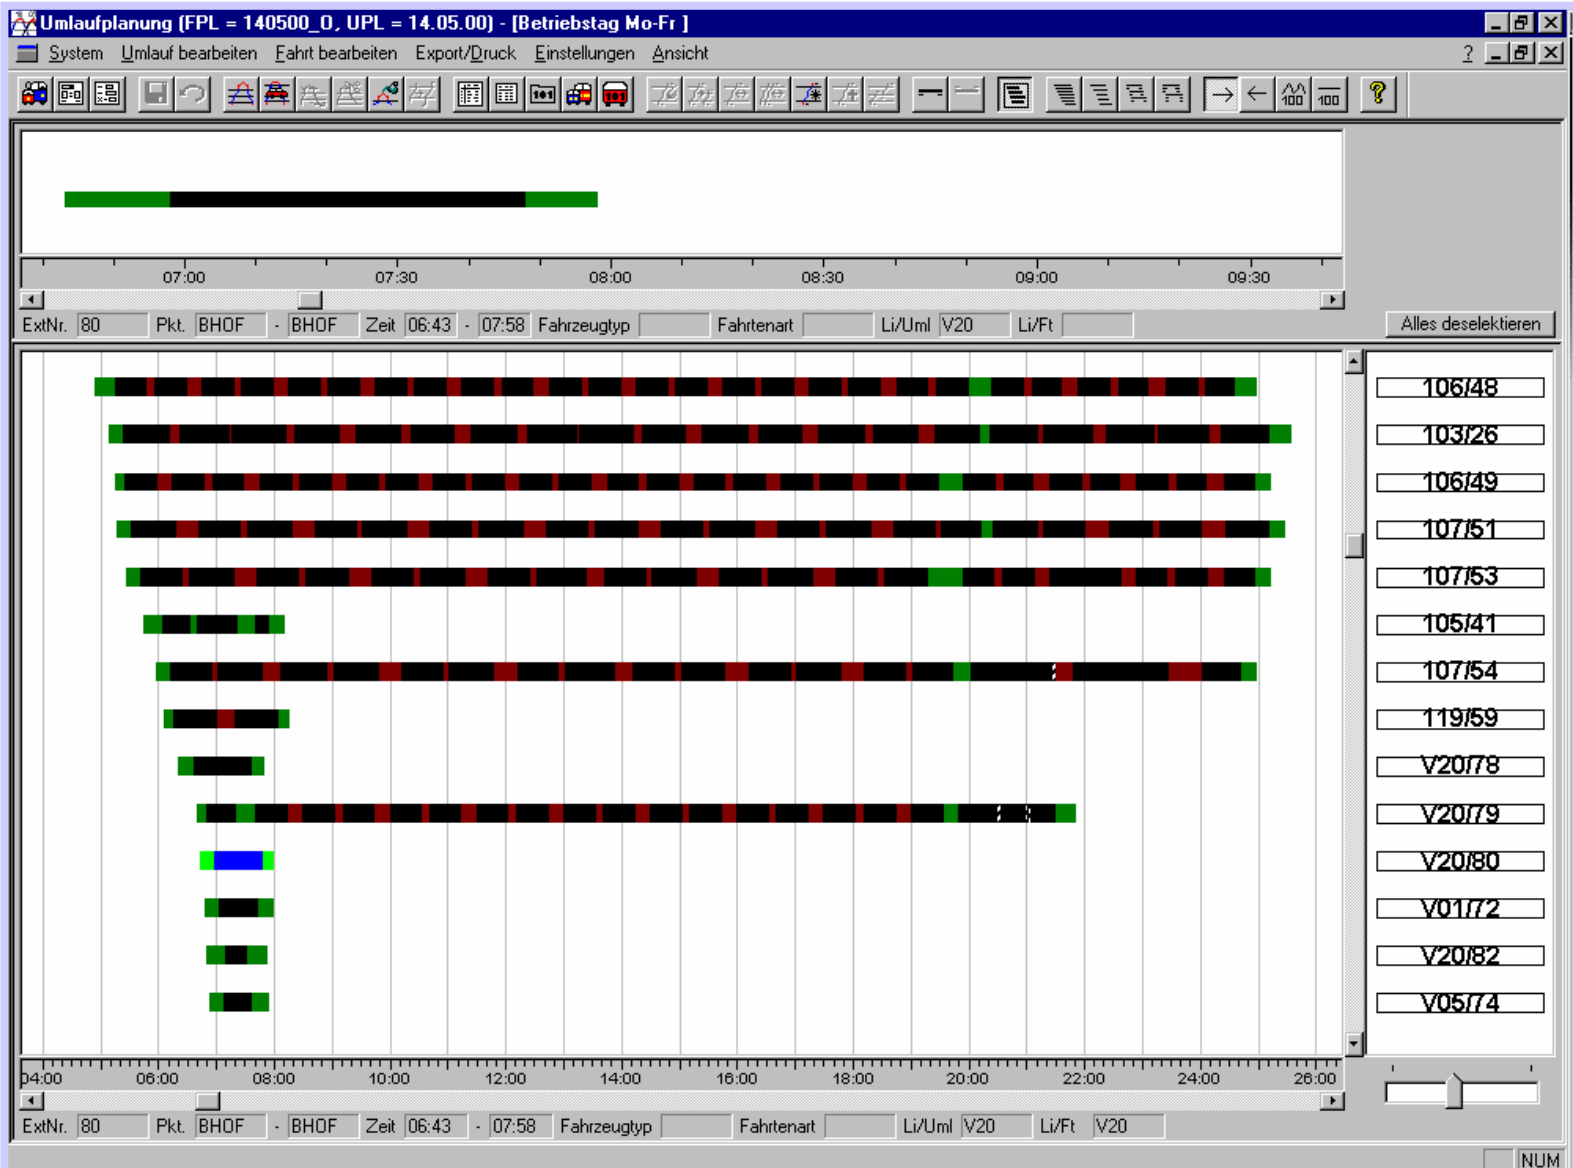 Umlaufplanung (FPL = 140500_O, UPL = 14.05.00) - [Betriebstag Mo-Fr ]
System Umlauf bearbeiten Fahrt bearbeiten Export/Druck Einstellungen Ansicht ?
07:00 07:30 08:00 08:30 09:00 09:30
ExtNr. 80 Pkt. BHOF - BHOF Zeit 06:43 - 07:58 Fahrzeugtyp Fahrtenart Li/Uml V20 Li/Ft Alles deselektieren
106/48
103/26
106/49
107/51
107/53
105/41
107/54
119/59
V20/78
V20/79
V20/80
V01/72
V20/82
V05/74
04:00 06:00 08:00 10:00 12:00 14:00 16:00 18:00 20:00 22:00 24:00 26:00
ExtNr. 80 Pkt. BHOF - BHOF Zeit 06:43 - 07:58 Fahrzeugtyp Fahrtenart Li/Uml V20 Li/Ft V20
NUM